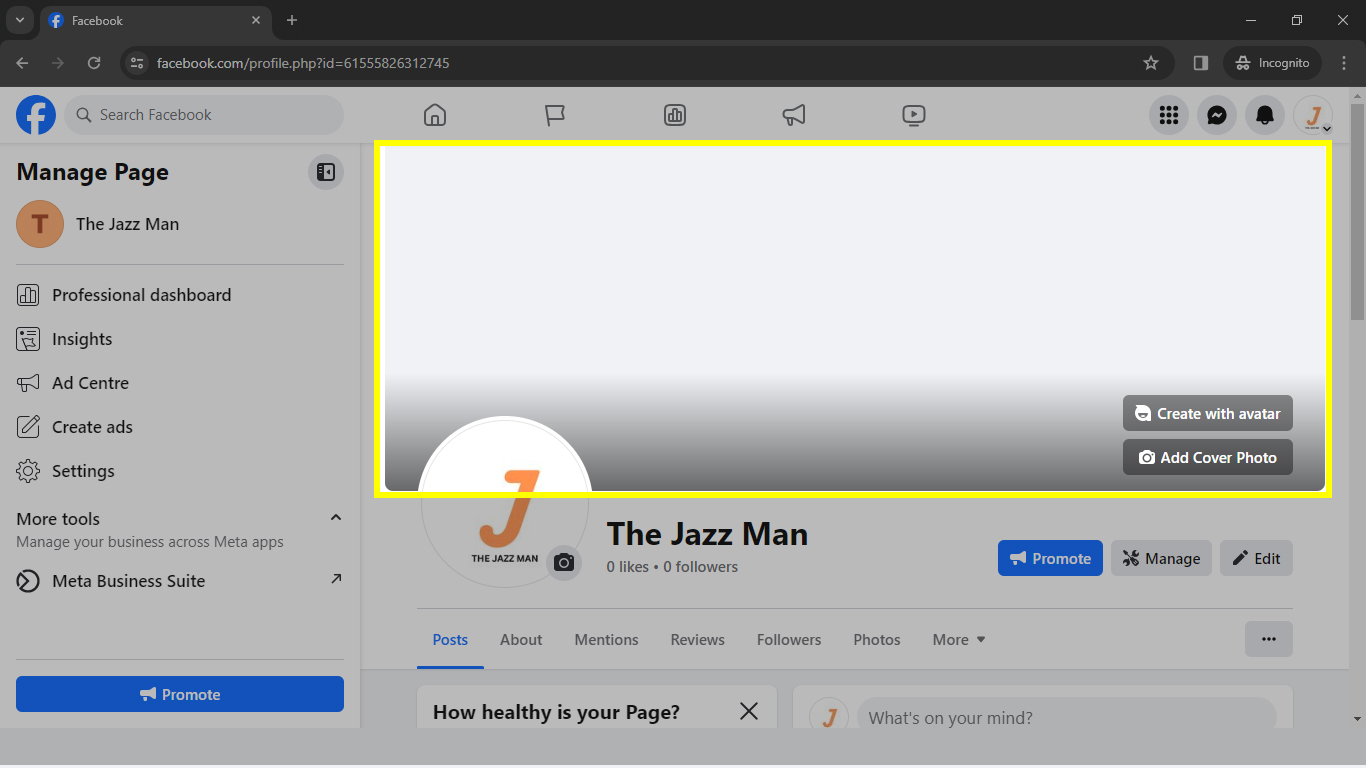 Facebook
facebook.com/profile.php?id=61555826312745
Incognito
Search Facebook
J
THE JAZZ MAN
Manage Page
T The Jazz Man
Professional dashboard
Insights
Ad Centre
Create ads
Settings
More tools
Manage your business across Meta apps
Meta Business Suite
Promote
Create with avatar
Add Cover Photo
J
THE JAZZ MAN
The Jazz Man
0 likes • 0 followers
Promote Manage Edit
Posts About Mentions Reviews Followers Photos More
How healthy is your Page?
J What's on your mind?